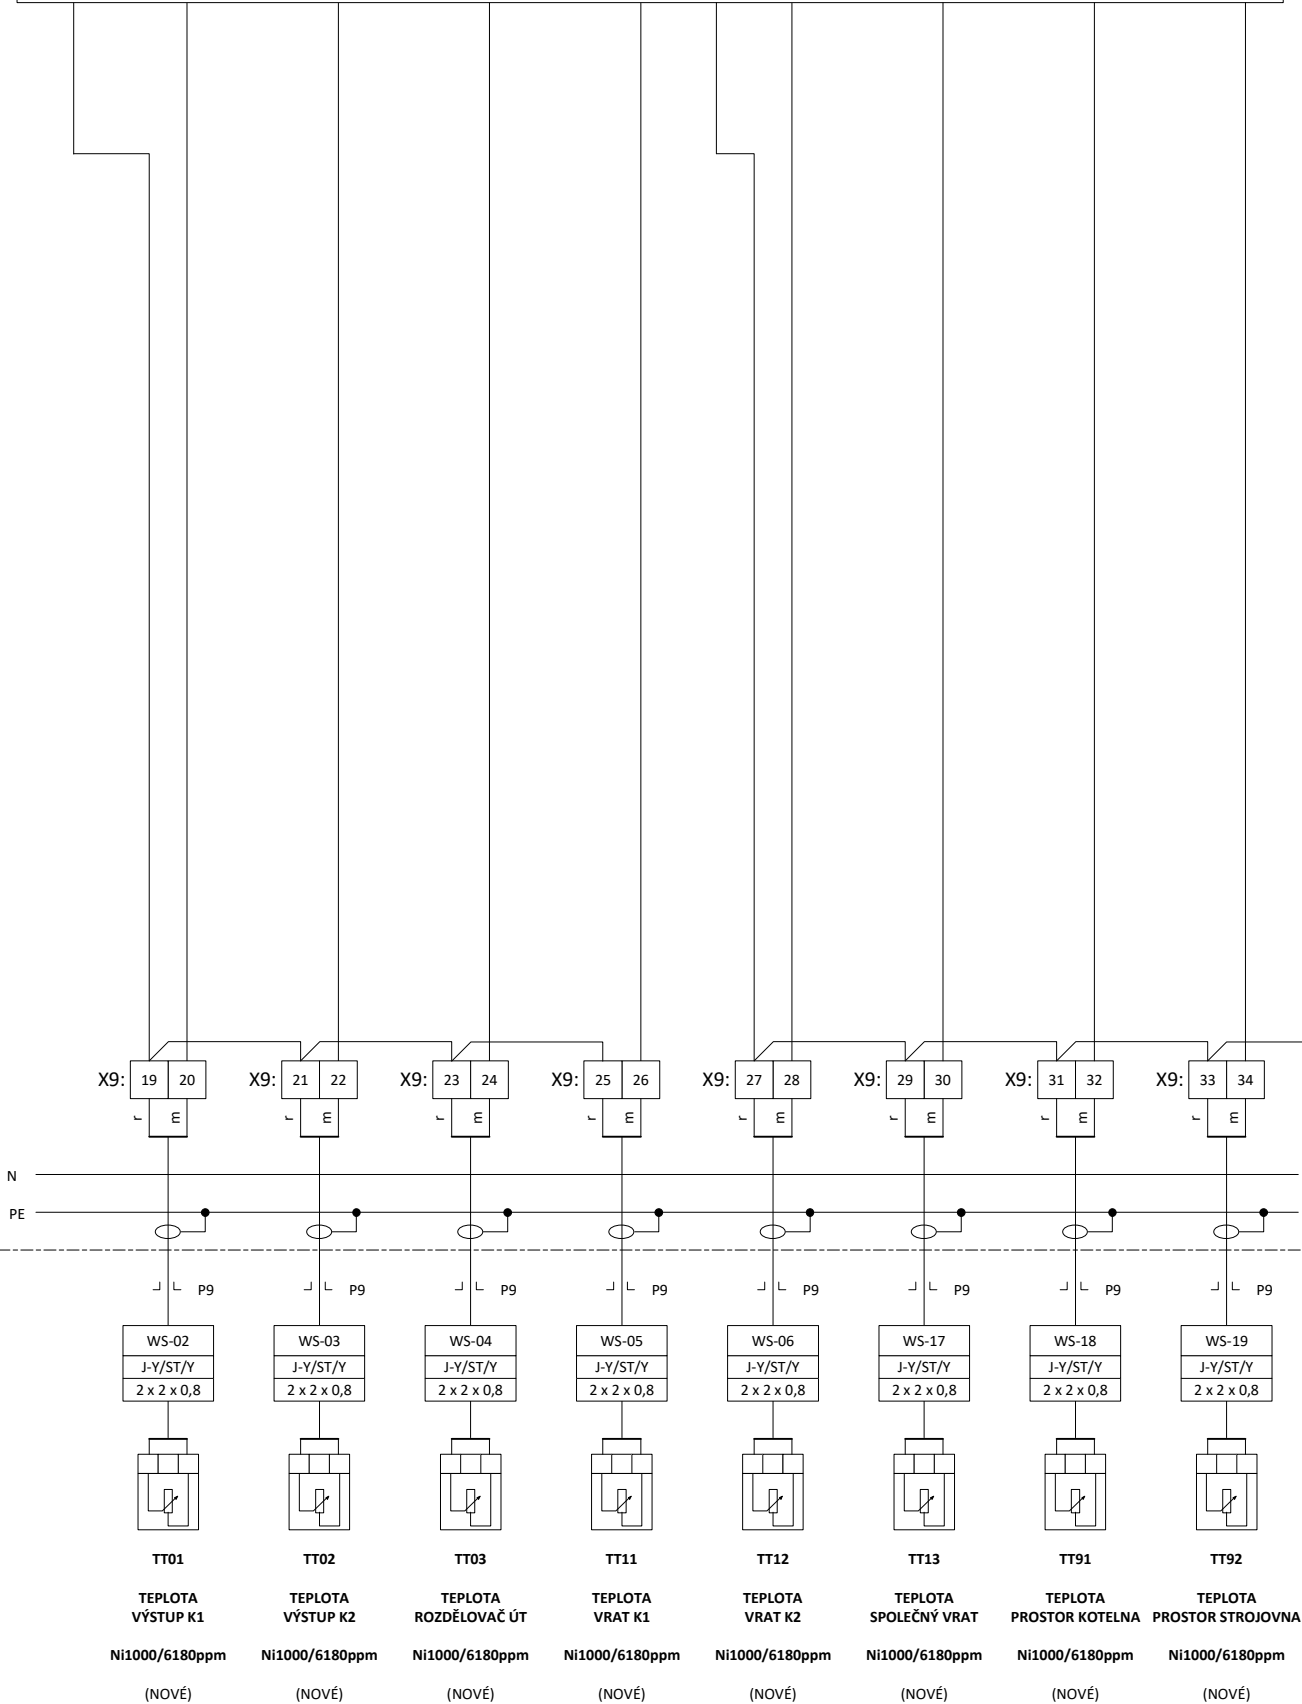 X9: 19 20 X9: 21 22 X9: 23 24 X9: 25 26 X9: 27 28 X9: 29 30 X9: 31 32 X9: 33 34
r m r m r m r m r m r m r m r m
N
PE
P9 P9 P9 P9 P9 P9 P9 P9
WS-02 WS-03 WS-04 WS-05 WS-06 WS-17 WS-18 WS-19
J-Y/ST/Y J-Y/ST/Y J-Y/ST/Y J-Y/ST/Y J-Y/ST/Y J-Y/ST/Y J-Y/ST/Y J-Y/ST/Y
2 x 2 x 0,8 2 x 2 x 0,8 2 x 2 x 0,8 2 x 2 x 0,8 2 x 2 x 0,8 2 x 2 x 0,8 2 x 2 x 0,8 2 x 2 x 0,8
TT01 TT02 TT03 TT11 TT12 TT13 TT91 TT92
TEPLOTA TEPLOTA TEPLOTA TEPLOTA TEPLOTA TEPLOTA TEPLOTA TEPLOTA
VÝSTUP K1 VÝSTUP K2 ROZDĚLOVAČ ÚT VRAT K1 VRAT K2 SPOLEČNÝ VRAT PROSTOR KOTELNA PROSTOR STROJOVNA
Ni1000/6180ppm Ni1000/6180ppm Ni1000/6180ppm Ni1000/6180ppm Ni1000/6180ppm Ni1000/6180ppm Ni1000/6180ppm Ni1000/6180ppm
(NOVÉ) (NOVÉ) (NOVÉ) (NOVÉ) (NOVÉ) (NOVÉ) (NOVÉ) (NOVÉ)